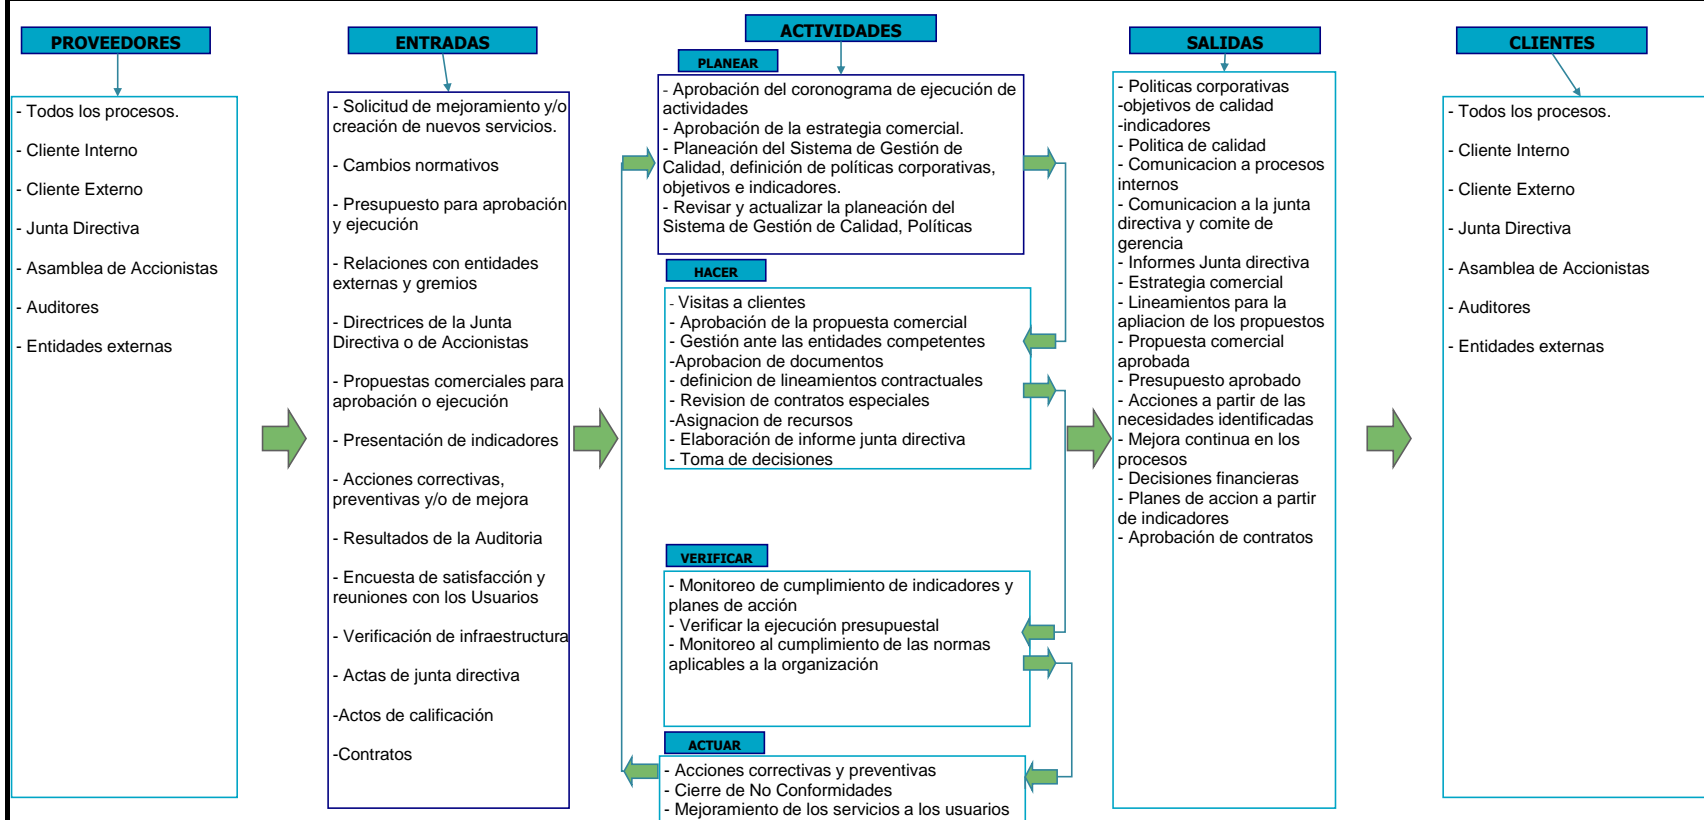 PROVEEDORES
- Todos los procesos.
- Cliente Interno
- Cliente Externo
- Junta Directiva
- Asamblea de Accionistas
- Auditores
- Entidades externas
ENTRADAS
- Solicitud de mejoramiento y/o
creación de nuevos servicios.
- Cambios normativos
- Presupuesto para aprobación
y ejecución
- Relaciones con entidades
externas y gremios
- Directrices de la Junta
Directiva o de Accionistas
- Propuestas comerciales para
aprobación o ejecución
- Presentación de indicadores
- Acciones correctivas,
preventivas y/o de mejora
- Resultados de la Auditoria
- Encuesta de satisfacción y
reuniones con los Usuarios
- Verificación de infraestructura
- Actas de junta directiva
-Actos de calificación
-Contratos
ACTIVIDADES
PLANEAR
- Aprobación del coronograma de ejecución de
actividades
- Aprobación de la estrategia comercial.
- Planeación del Sistema de Gestión de
Calidad, definición de políticas corporativas,
objetivos e indicadores.
- Revisar y actualizar la planeación del
Sistema de Gestión de Calidad, Políticas
HACER
- Visitas a clientes
- Aprobación de la propuesta comercial
- Gestión ante las entidades competentes
-Aprobacion de documentos
- definicion de lineamientos contractuales
- Revision de contratos especiales
-Asignacion de recursos
- Elaboración de informe junta directiva
- Toma de decisiones
VERIFICAR
- Monitoreo de cumplimiento de indicadores y
planes de acción
- Verificar la ejecución presupuestal
- Monitoreo al cumplimiento de las normas
aplicables a la organización
ACTUAR
- Acciones correctivas y preventivas
- Cierre de No Conformidades
- Mejoramiento de los servicios a los usuarios
SALIDAS
- Politicas corporativas
-objetivos de calidad
-indicadores
- Politica de calidad
- Comunicacion a procesos
internos
- Comunicacion a la junta
directiva y comite de
gerencia
- Informes Junta directiva
- Estrategia comercial
- Lineamientos para la
apliacion de los propuestos
- Propuesta comercial
aprobada
- Presupuesto aprobado
- Acciones a partir de las
necesidades identificadas
- Mejora continua en los
procesos
- Decisiones financieras
- Planes de accion a partir
de indicadores
- Aprobación de contratos
CLIENTES
- Todos los procesos.
- Cliente Interno
- Cliente Externo
- Junta Directiva
- Asamblea de Accionistas
- Auditores
- Entidades externas